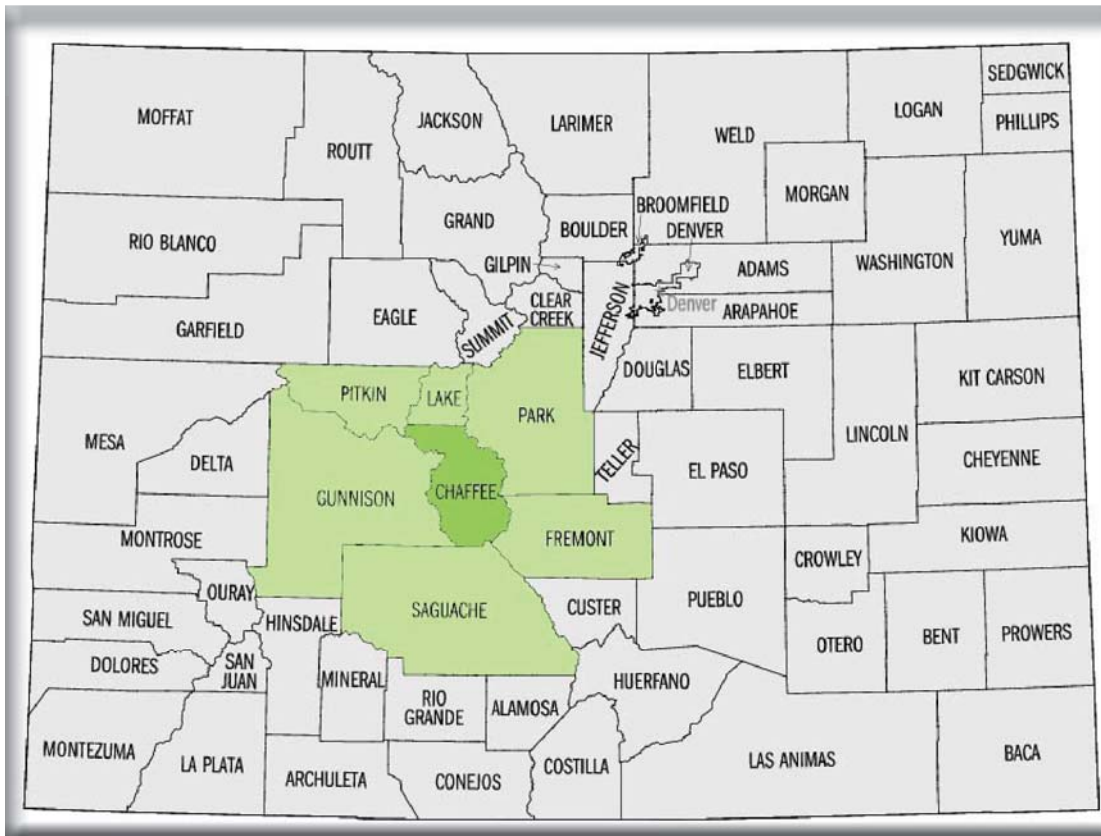 SEDGWICK
MOFFAT
JACKSON
LARIMER
LOGAN
PHILLIPS
ROUTT
WELD
MORGAN
GRAND
BROOMFIELD
BOULDER
DENVER
YUMA
RIO BLANCO
GILPIN
ADAMS
WASHINGTON
CLEAR
CREEK
Denver
ARAPAHOE
EAGLE
SUMMIT
JEFFERSON
GARFIELD
DOUGLAS
ELBERT
KIT CARSON
PITKIN
LAKE
PARK
MESA
LINCOLN
DELTA
TELLER
EL PASO
CHEYENNE
GUNNISON
CHAFFEE
MONTROSE
FREMONT
KIOWA
CROWLEY
OURAY
SAGUACHE
CUSTER
PUEBLO
SAN MIGUEL
HINSDALE
OTERO
BENT
PROWERS
DOLORES
SAN
JUAN
MINERAL
RIO
GRANDE
ALAMOSA
HUERFANO
MONTEZUMA
LA PLATA
ARCHULETA
CONEJOS
COSTILLA
LAS ANIMAS
BACA